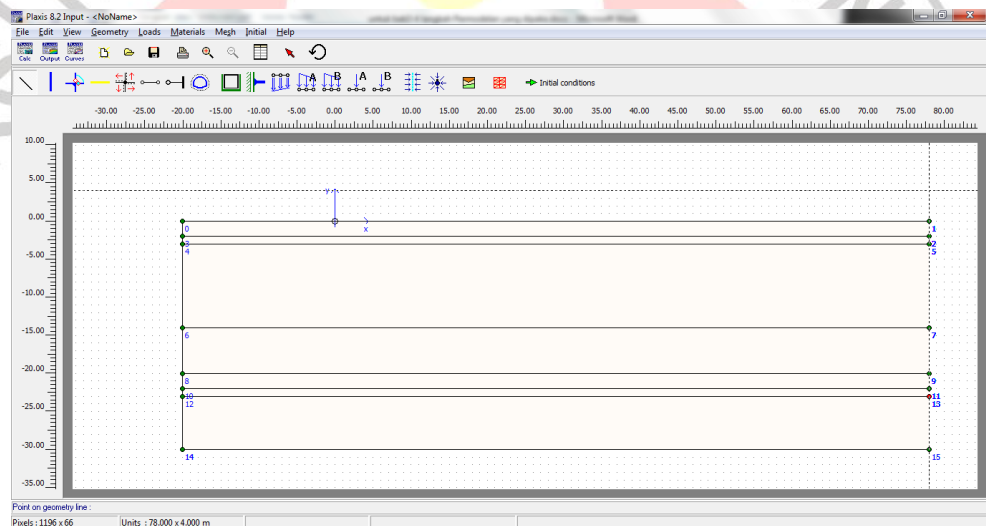 Plaxis 8.2 Input - <NoName>
File Edit View Geometry Loads Materials Mesh Initial Help
Calc Output Curves
A B A B Initial conditions
-30.00 -25.00 -20.00 -15.00 -10.00 -5.00 0.00 5.00 10.00 15.00 20.00 25.00 30.00 35.00 40.00 45.00 50.00 55.00 60.00 65.00 70.00 75.00 80.00
10.00
5.00
y
0.00
0 x 1
3 2
4 5
-5.00
-10.00
-15.00
6 7
-20.00
8 9
10 11
12 13
-25.00
-30.00
14 15
-35.00
Point on geometry line :
Pixels : 1196 x 66 Units : 78.000 x 4.000 m